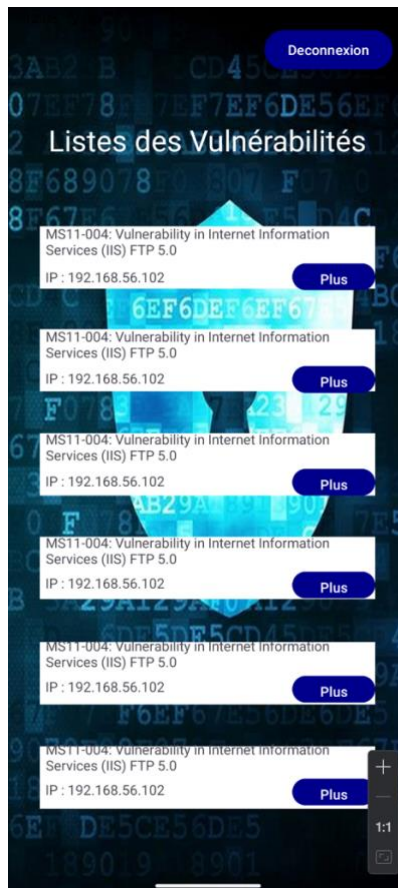 Deconnexion
Listes des Vulnérabilités
MS11-004: Vulnerability in Internet Information
Services (IIS) FTP 5.0
IP : 192.168.56.102
Plus
MS11-004: Vulnerability in Internet Information
Services (IIS) FTP 5.0
IP : 192.168.56.102
Plus
MS11-004: Vulnerability in Internet Information
Services (IIS) FTP 5.0
IP : 192.168.56.102
Plus
MS11-004: Vulnerability in Internet Information
Services (IIS) FTP 5.0
IP : 192.168.56.102
Plus
MS11-004: Vulnerability in Internet Information
Services (IIS) FTP 5.0
IP : 192.168.56.102
Plus
MS11-004: Vulnerability in Internet Information
Services (IIS) FTP 5.0
IP : 192.168.56.102
Plus
1:1